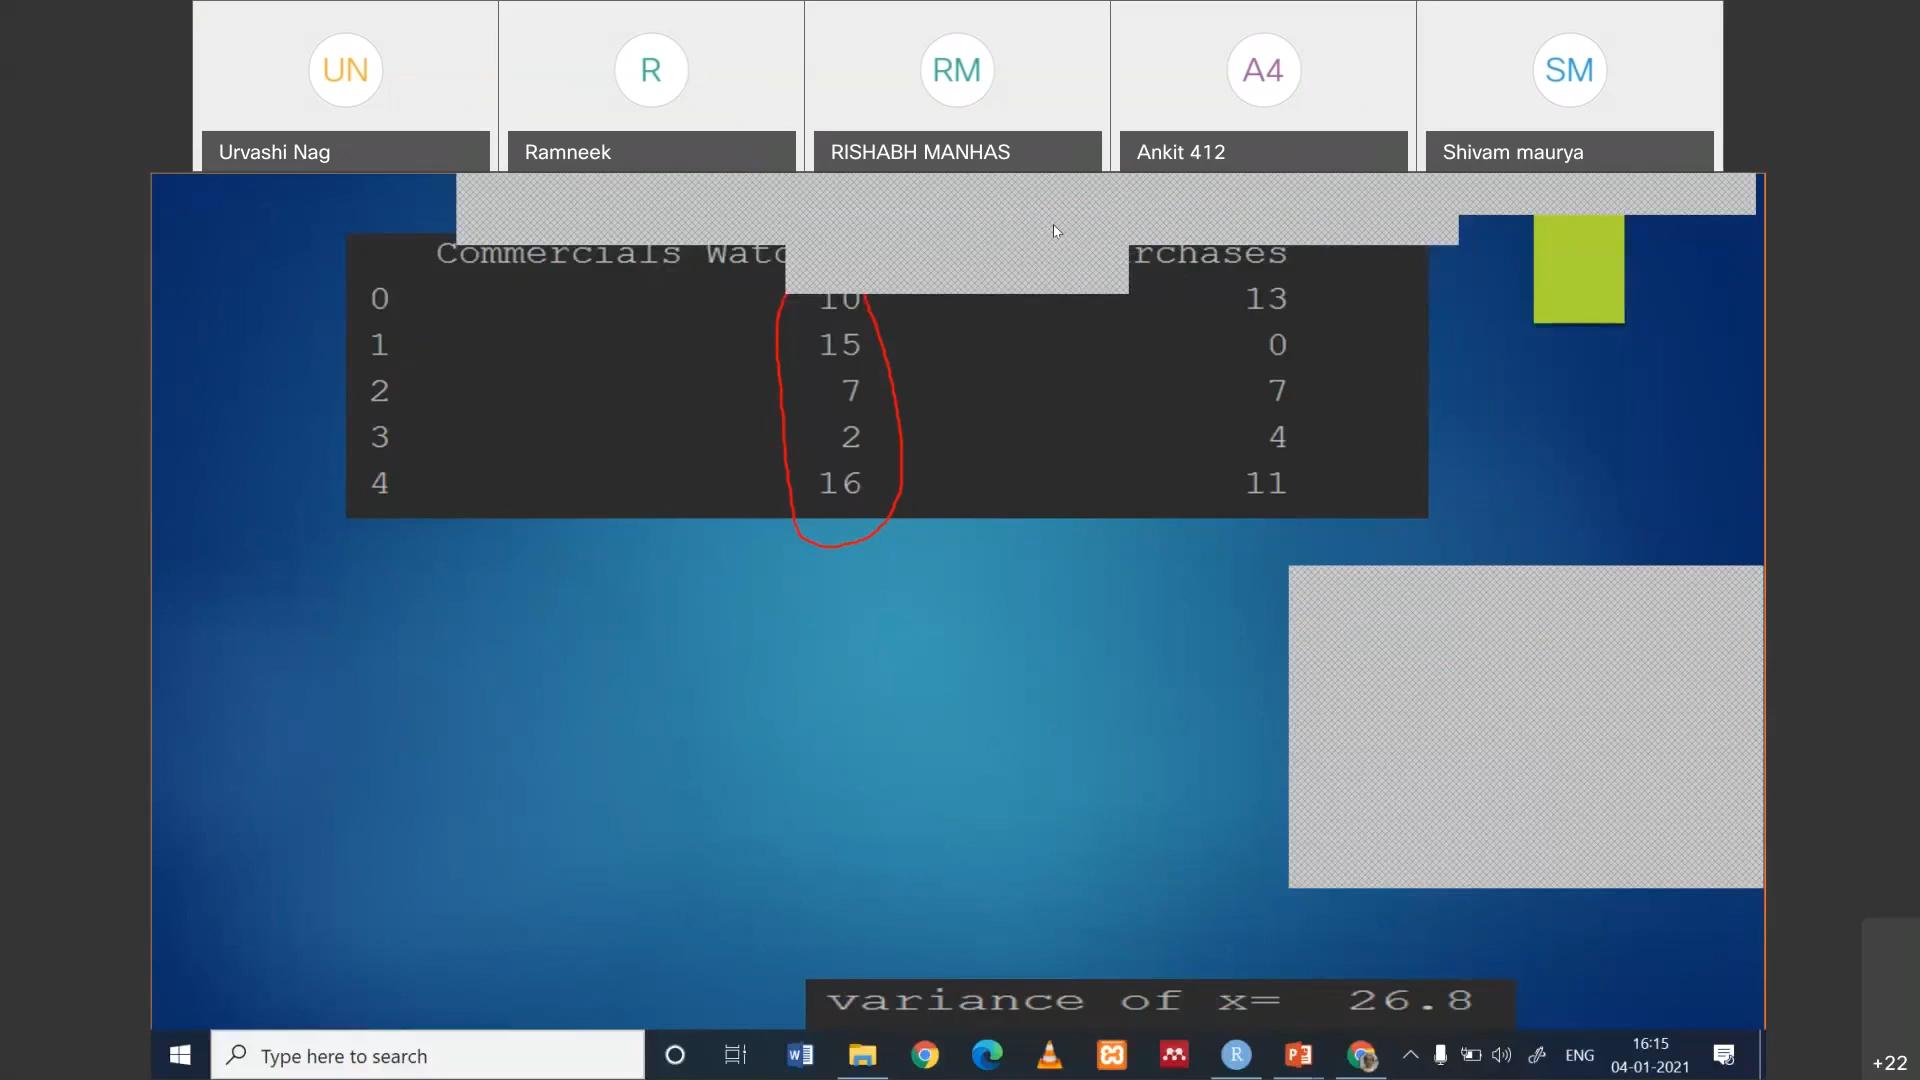 UN R RM A4 SM
Urvashi Nag Ramneek RISHABH MANHAS Ankit 412 Shivam maurya
Commercials
0 10 13
1 15 0
2 7 7
3 2 4
4 16 11
variance of x= 26.8
Type here to search ENG 16:15
04-01-2021
+22